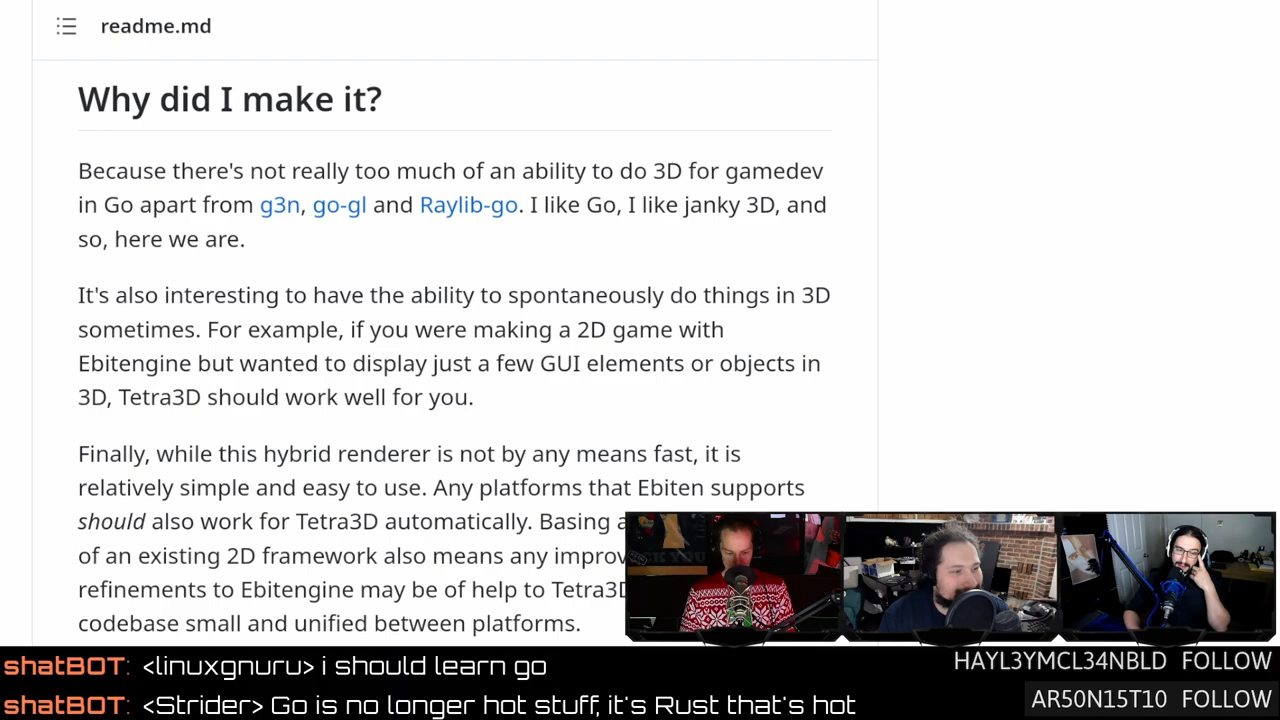 readme.md
Why did I make it?
Because there's not really too much of an ability to do 3D for gamedev
in Go apart from g3n, go-gl and Raylib-go. I like Go, I like janky 3D, and
so, here we are.
It's also interesting to have the ability to spontaneously do things in 3D
sometimes. For example, if you were making a 2D game with
Ebitengine but wanted to display just a few GUI elements or objects in
3D, Tetra3D should work well for you.
Finally, while this hybrid renderer is not by any means fast, it is
relatively simple and easy to use. Any platforms that Ebiten supports
should also work for Tetra3D automatically. Basing
of an existing 2D framework also means any
refinements to Ebitengine may be of help to
codebase small and unified between platforms.
shatBOT: <linuxgnuru> i should learn go
shatBOT: <Strider> Go is no longer hot stuff, it's Rust that's hot
HAYL3YMCL34NBLD FOLLOW
AR50N15T10 FOLLOW